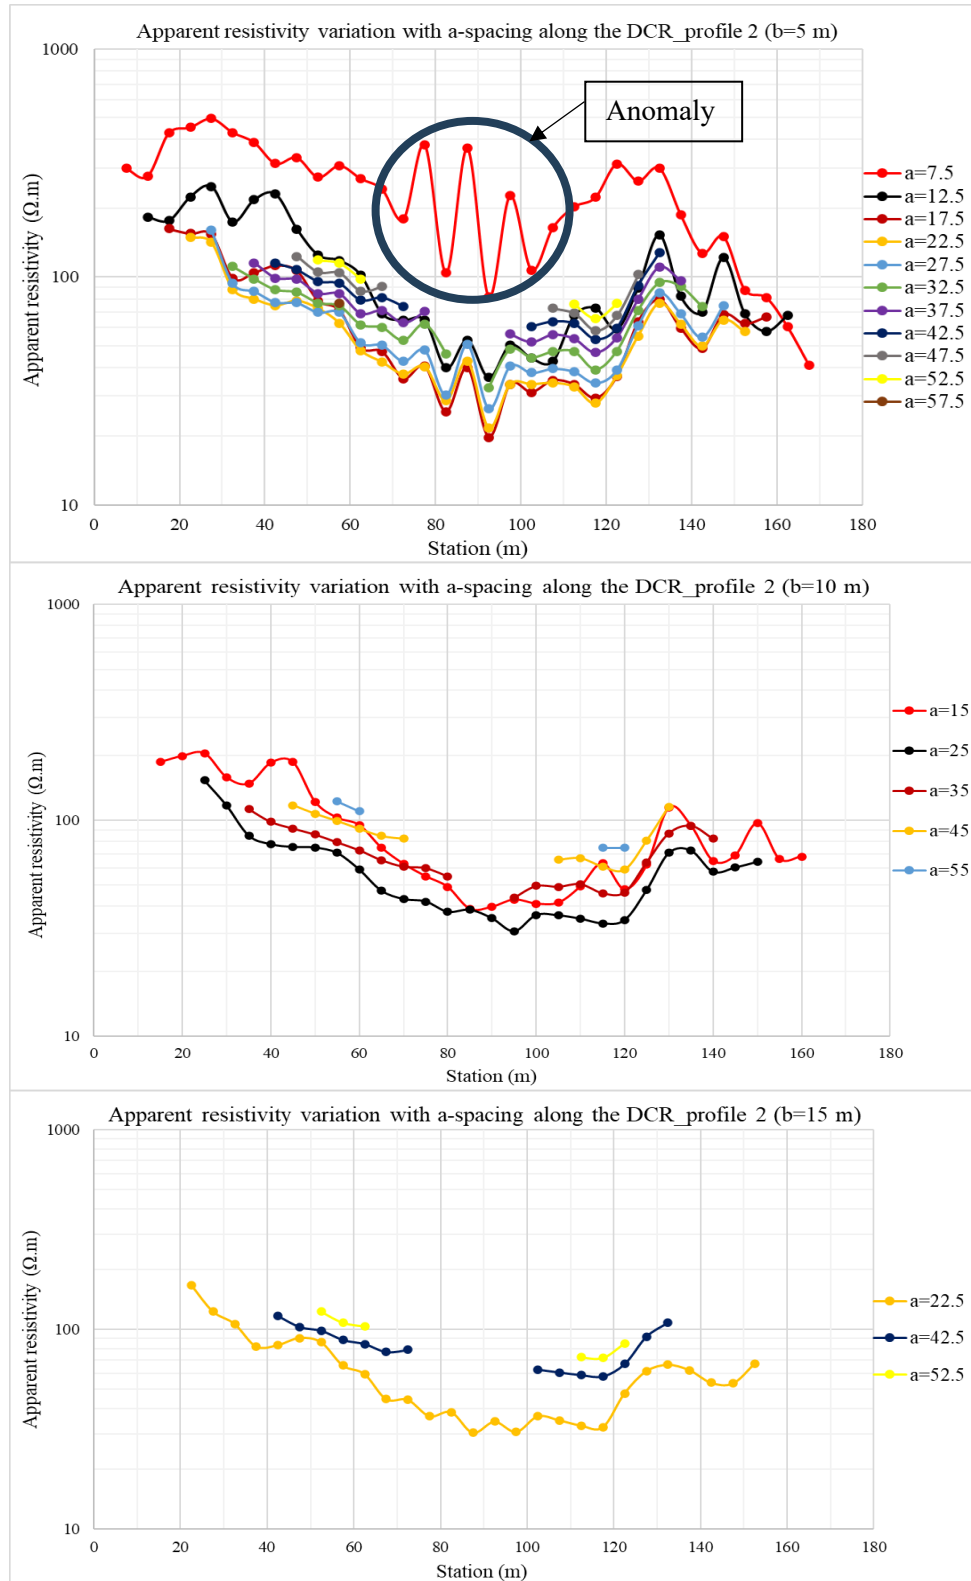 Apparent resistivity variation with a-spacing along the DCR_profile 2 (b=5 m)
1000
Anomaly
Apparent resistivity (Ω.m)
100
10
0 20 40 60 80 100 120 140 160 180
Station (m)
a=7.5
a=12.5
a=17.5
a=22.5
a=27.5
a=32.5
a=37.5
a=42.5
a=47.5
a=52.5
a=57.5
Apparent resistivity variation with a-spacing along the DCR_profile 2 (b=10 m)
1000
Apparent resistivity (Ω.m)
100
10
0 20 40 60 80 100 120 140 160 180
Station (m)
a=15
a=25
a=35
a=45
a=55
Apparent resistivity variation with a-spacing along the DCR_profile 2 (b=15 m)
1000
Apparent resistivity (Ω.m)
100
10
0 20 40 60 80 100 120 140 160 180
Station (m)
a=22.5
a=42.5
a=52.5